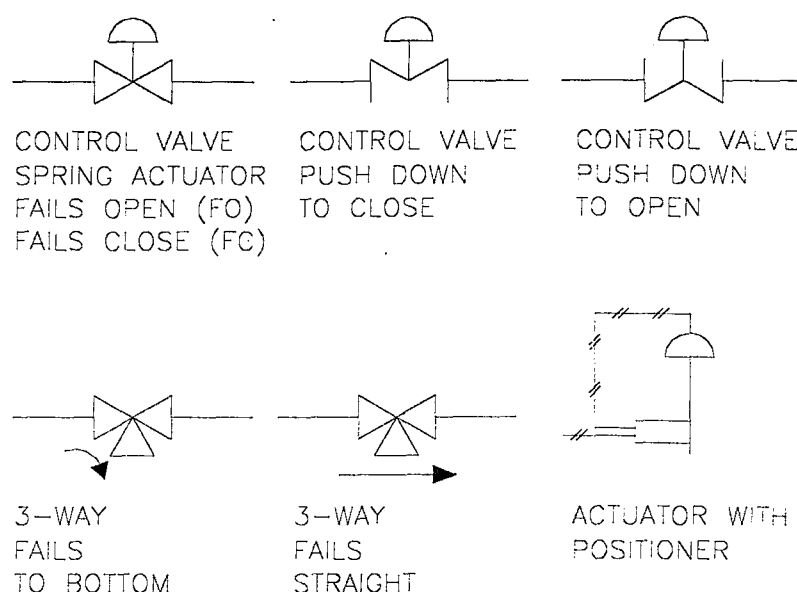 CONTROL VALVE
SPRING ACTUATOR
FAILS OPEN (FO)
FAILS CLOSE (FC)
CONTROL VALVE
PUSH DOWN
TO CLOSE
CONTROL VALVE
PUSH DOWN
TO OPEN
3-WAY
FAILS
TO BOTTOM
3-WAY
FAILS
STRAIGHT
ACTUATOR WITH
POSITIONER